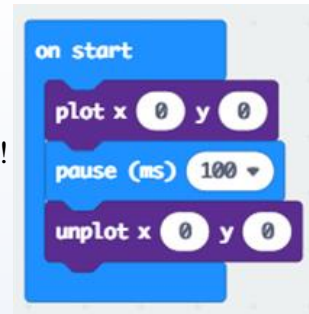 on start
plot x 0 y 0
!
pause (ms) 100
unplot x 0 y 0